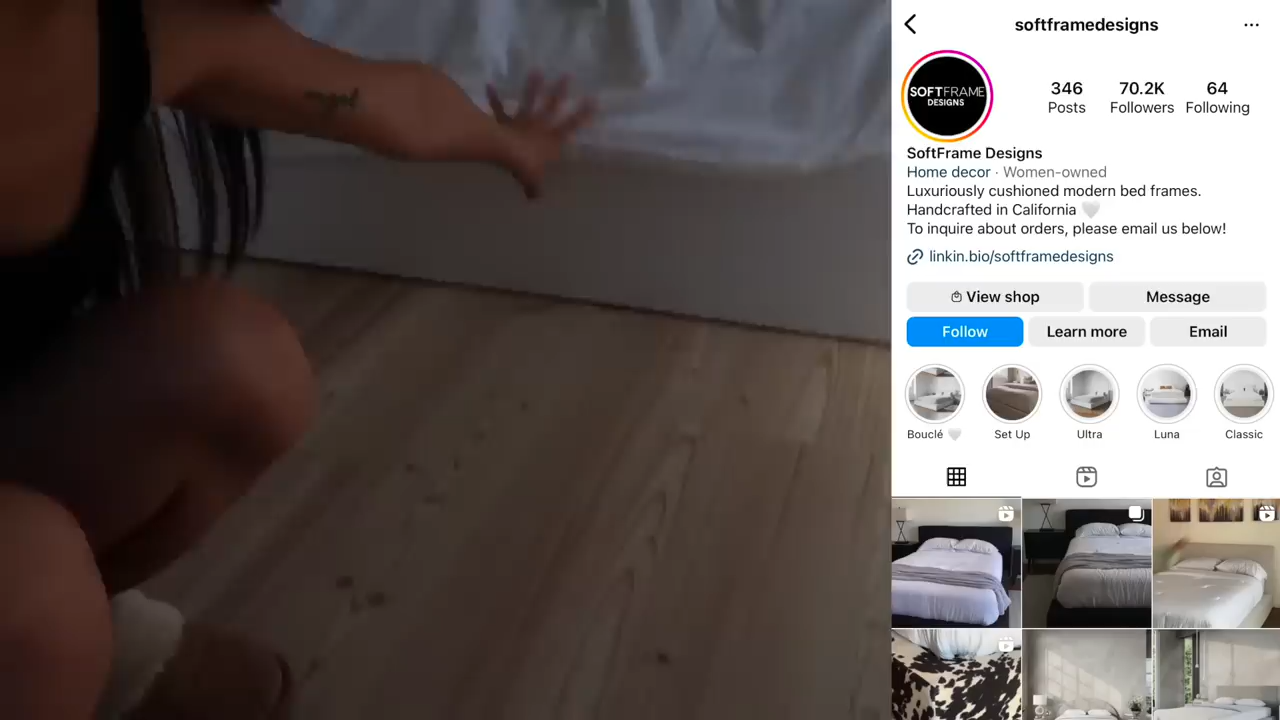 softframedesigns
SOFTFRAME
DESIGNS
346
Posts
70.2K
Followers
64
Following
SoftFrame Designs
Home decor · Women-owned
Luxuriously cushioned modern bed frames.
Handcrafted in California 🤍
To inquire about orders, please email us below!
linkin.bio/softframedesigns
View shop
Message
Follow
Learn more
Email
Bouclé 🤍
Set Up
Ultra
Luna
Classic